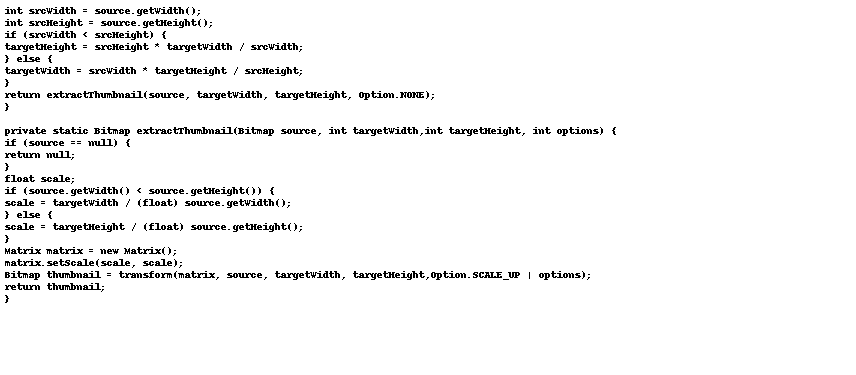 int srcWidth = source.getWidth();
int srcHeight = source.getHeight();
if (srcWidth < srcHeight) {
targetHeight = srcHeight * targetWidth / srcWidth;
} else {
targetWidth = srcWidth * targetHeight / srcHeight;
}
return extractThumbnail(source, targetWidth, targetHeight, Option.NONE);
}
private static Bitmap extractThumbnail(Bitmap source, int targetWidth,int targetHeight, int options) {
if (source == null) {
return null;
}
float scale;
if (source.getWidth() < source.getHeight()) {
scale = targetWidth / (float) source.getWidth();
} else {
scale = targetHeight / (float) source.getHeight();
}
Matrix matrix = new Matrix();
matrix.setScale(scale, scale);
Bitmap thumbnail = transform(matrix, source, targetWidth, targetHeight,Option.SCALE_UP | options);
return thumbnail;
}